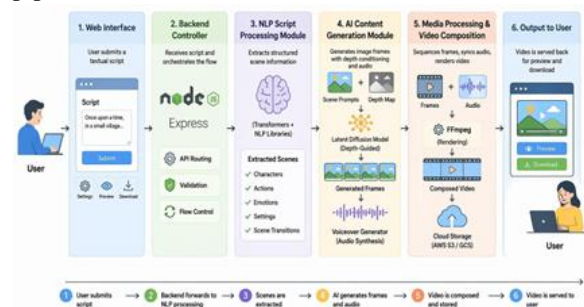 1. Web Interface
User submits a
textual script
Script
Once upon a time,
in a small village...
Submit
Settings
Preview
Download
User
2. Backend
Controller
Receives script and
orchestrates the flow
node
JS
Express
API Routing
Validation
Flow Control
3. NLP Script
Processing Module
Extracts structured
scene information
(Transformers +
NLP Libraries)
Extracted Scenes
✓ Characters
✓ Actions
✓ Emotions
✓ Settings
✓ Scene Transitions
4. AI Content
Generation Module
Generates image frames
with depth conditioning
and audio
+
Scene Prompts
Depth Map
Latent Diffusion Model
(Depth-Guided)
Generated Frames
Voiceover Generator
(Audio Synthesis)
5. Media Processing &
Video Composition
Sequences frames, syncs audio,
renders video
+
Frames
Audio
FFmpeg
(Rendering)
Composed Video
Cloud Storage
(AWS S3 / GCS)
6. Output to User
Video is served back
for preview and
download
Preview
Download
User
1 User submits
script
2 Backend forwards to
NLP processing
3 Scenes are
extracted
4 AI generates frames
and audio
5 Video is composed
and stored
6 Video is served to
user